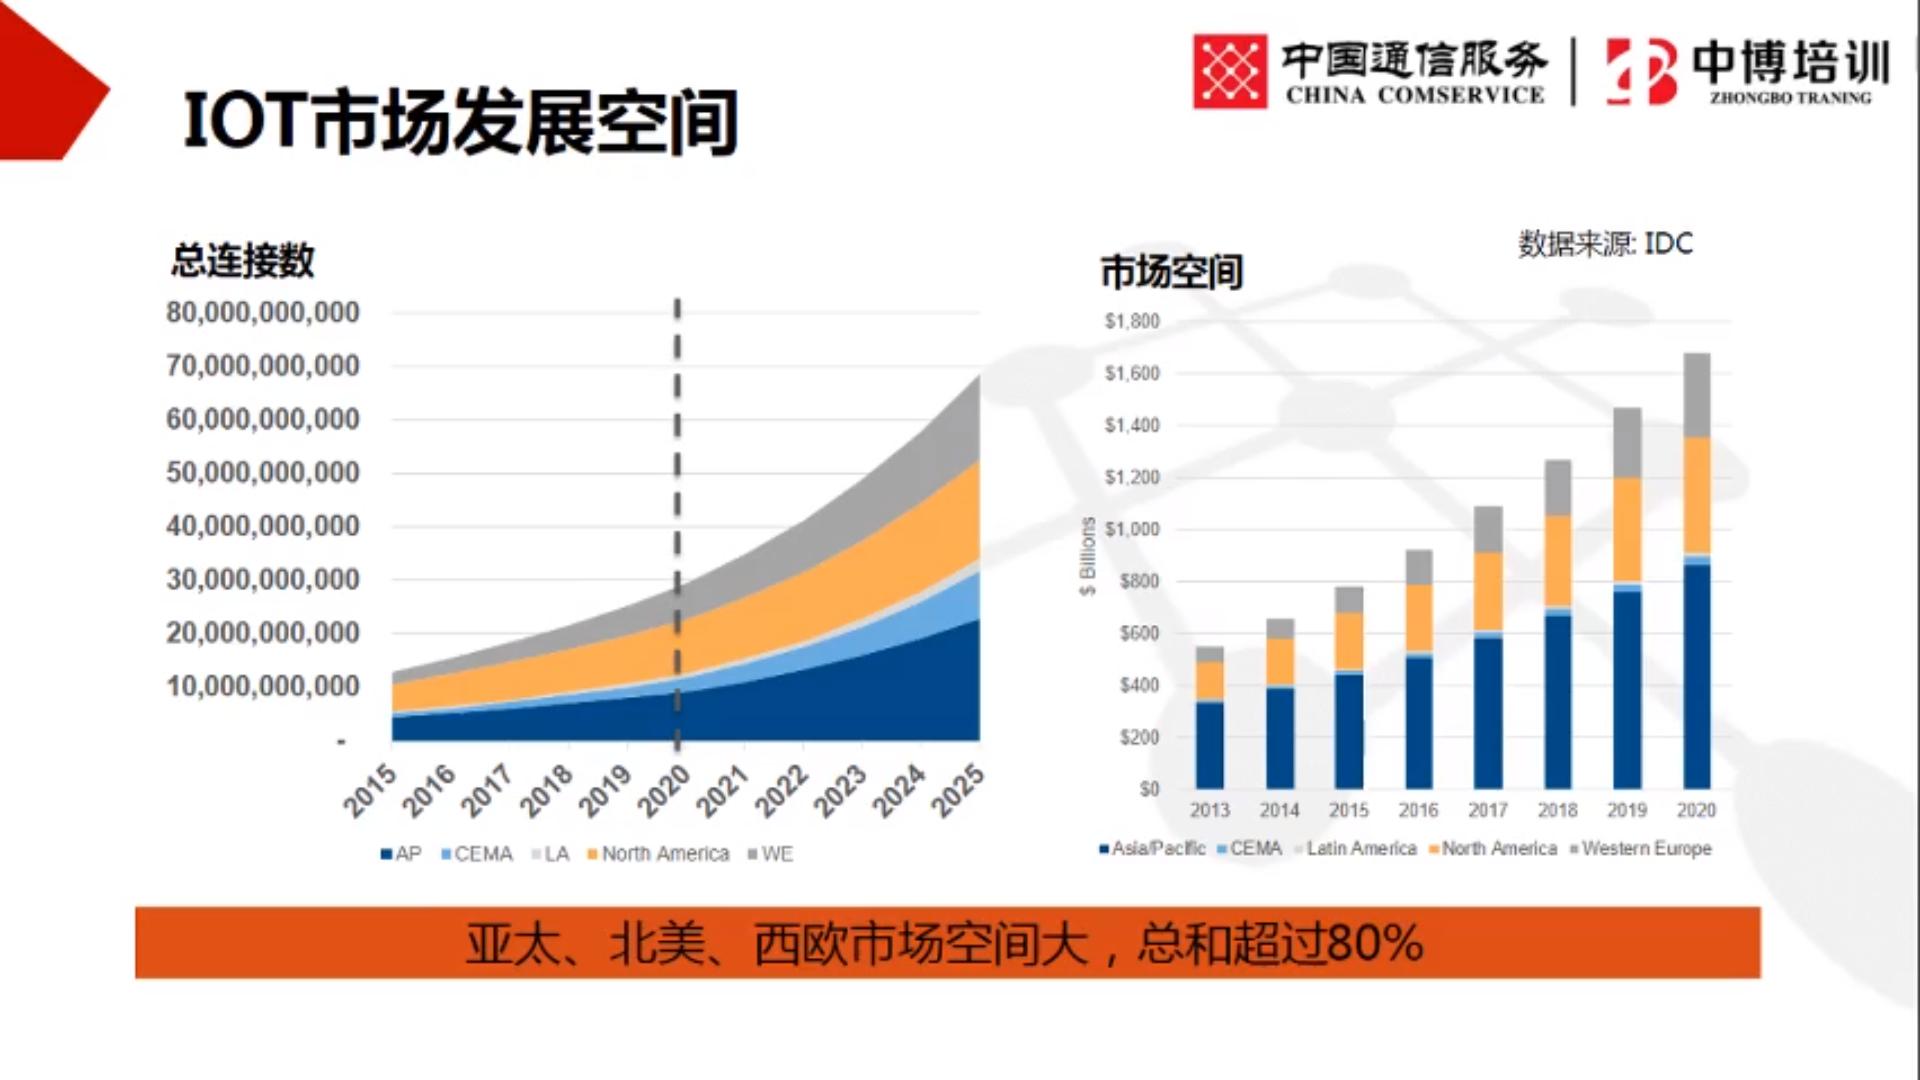 中国通信服务
CHINA COMSERVICE
中博培训
ZHONGBO TRANING
IOT市场发展空间
总连接数
80,000,000,000
70,000,000,000
60,000,000,000
50,000,000,000
40,000,000,000
30,000,000,000
20,000,000,000
10,000,000,000
-
2015 2016 2017 2018 2019 2020 2021 2022 2023 2024 2025
AP CEMA LA North America WE
数据来源: IDC
市场空间
$1,800
$1,600
$1,400
$1,200
$1,000
$800
$600
$400
$200
$0
$ Billions
2013 2014 2015 2016 2017 2018 2019 2020
Asia/Pacific CEMA Latin America North America Western Europe
亚太、北美、西欧市场空间大，总和超过80%